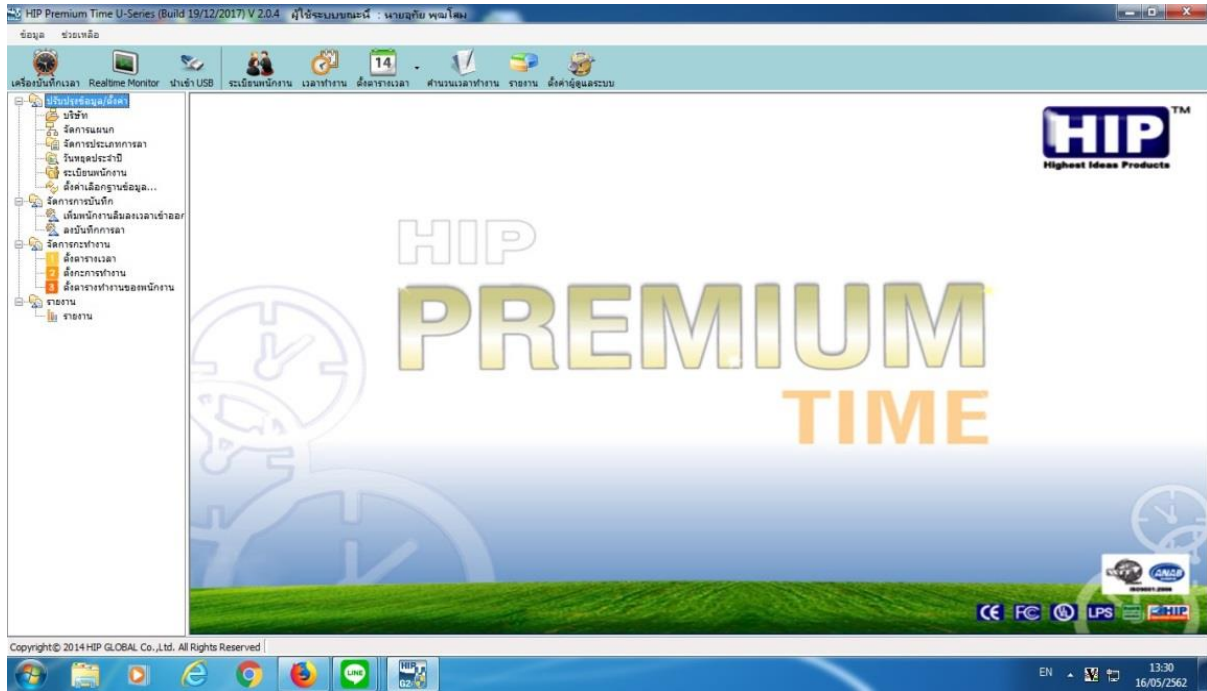 HIP Premium Time U-Series (Build 19/12/2017) V 2.0.4 ผู้ใช้ระบบขณะนี้ : นายอุทัย พุฒโสม
ข้อมูล ช่วยเหลือ
14
เครื่องบันทึกเวลา Realtime Monitor นำเข้า USB ระเบียนพนักงาน เวลาทำงาน ตั้งตารางเวลา คำนวนเวลาทำงาน รายงาน ตั้งค่าผู้ดูแลระบบ
ปรับปรุงข้อมูล/ตั้งค่า
บริษัท
จัดการแผนก
จัดการประเภทการลา
วันหยุดประจำปี
ระเบียนพนักงาน
ตั้งค่าเลือกฐานข้อมูล...
จัดการการบันทึก
เพิ่มพนักงานลืมลงเวลาเข้าออก
ลงบันทึกการลา
จัดการกะทำงาน
1 ตั้งตารางเวลา
2 ตั้งกะการทำงาน
3 ตั้งตารางทำงานของพนักงาน
รายงาน
รายงาน
HIP TM
Highest Ideas Products
HIP
PREMIUM
TIME
ANAB
ISO9001:2008
CE FC LPS HIP
Copyright© 2014 HIP GLOBAL Co.,Ltd. All Rights Reserved
LINE
HIP
G2
EN
13:30
16/05/2562